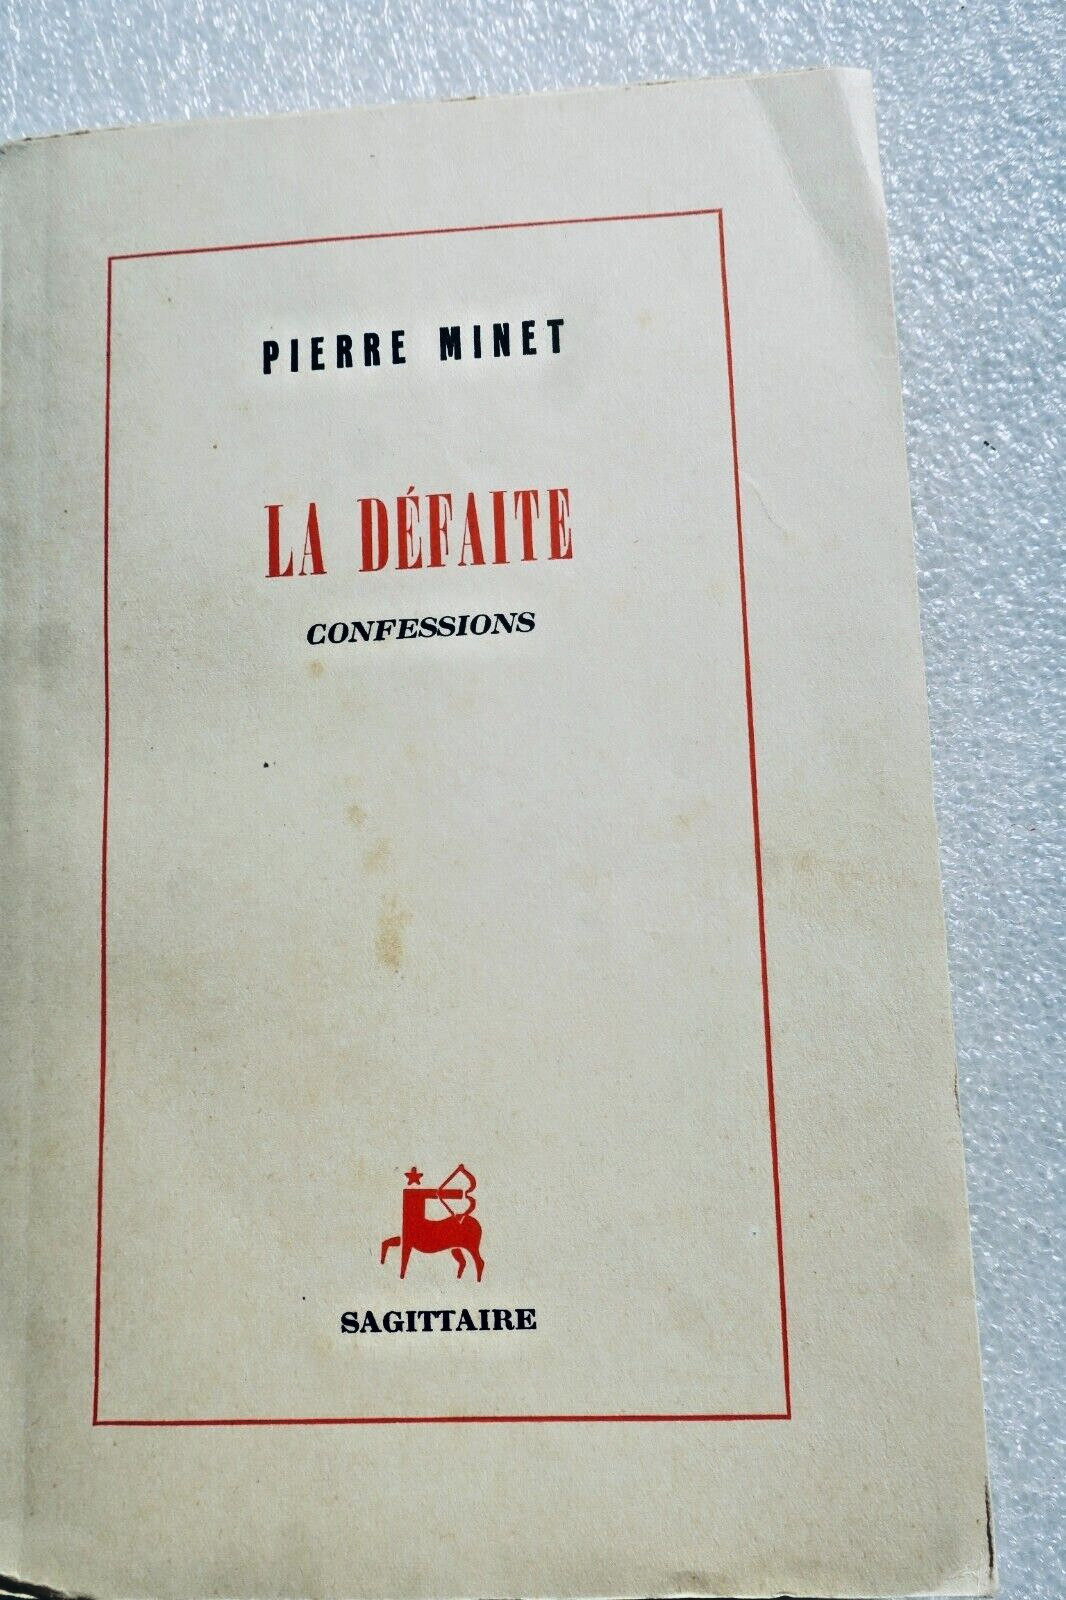 PIERRE MINET
LA DÉFAITE
CONFESSIONS
SAGITTAIRE